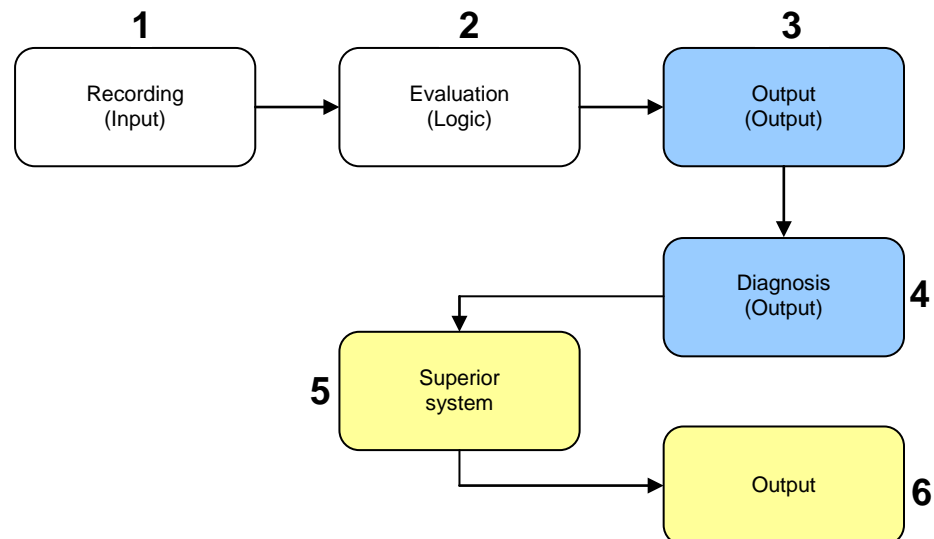 1
Recording
(Input)
2
Evaluation
(Logic)
3
Output
(Output)
Diagnosis
(Output)
4
5
Superior
system
Output
6